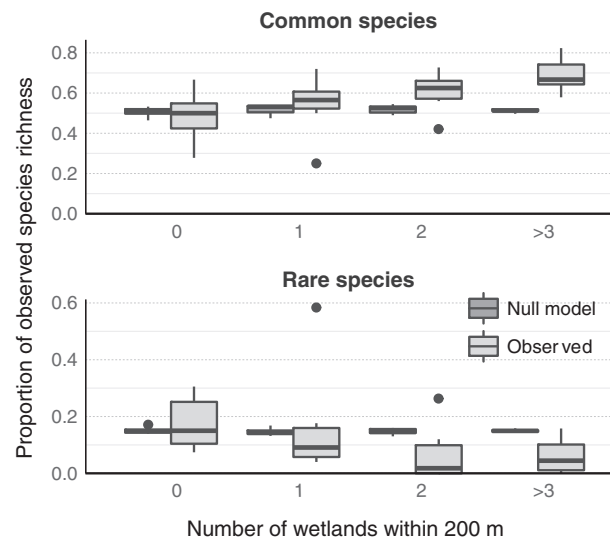 Common species
0.8
0.6
0.4
0.2
0.0
0 1 2 >3
Rare species
0.6
0.4
0.2
0.0
Null model
Observed
0 1 2 >3
Number of wetlands within 200 m
Proportion of observed species richness